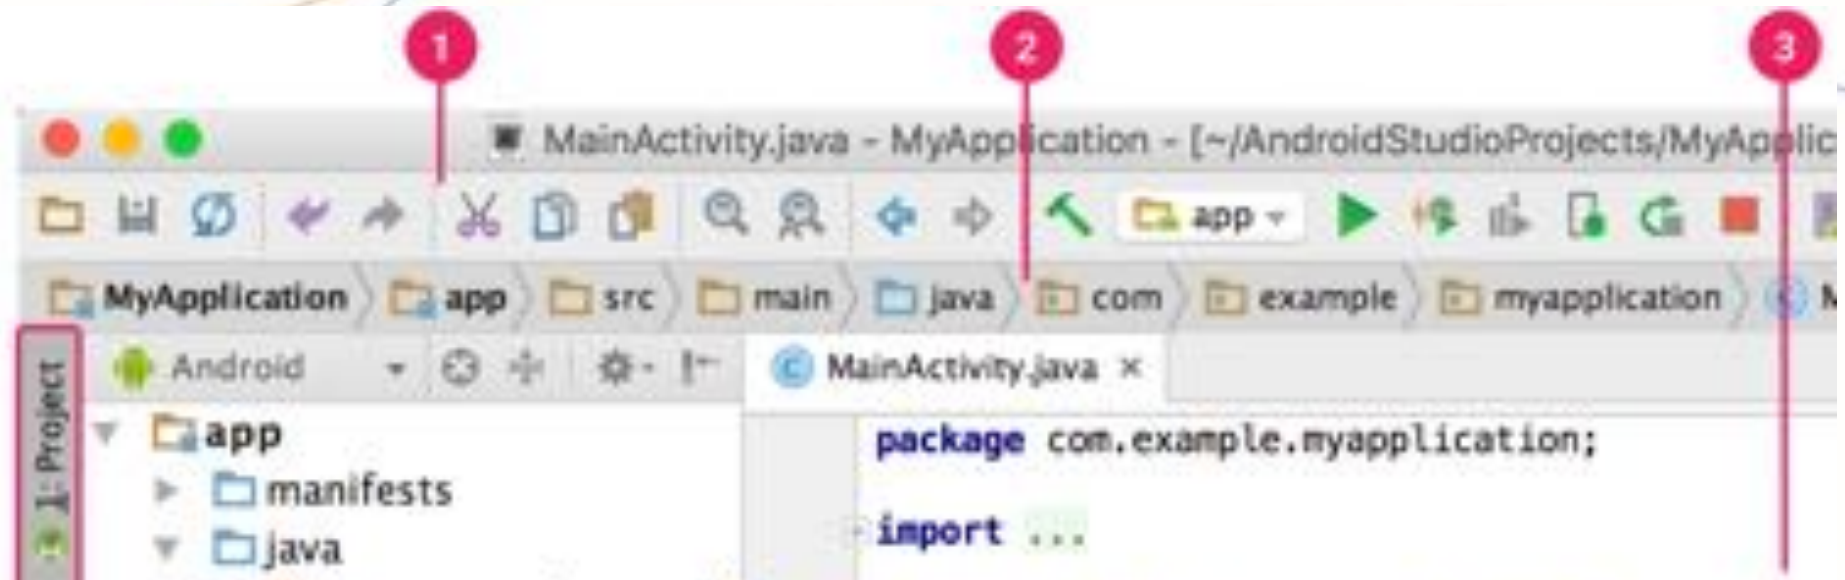 1 2 3
MainActivity.java - MyApplication - [~/AndroidStudioProjects/MyApplic
app
MyApplication app src main java com example myapplication M
1: Project
Android
MainActivity.java ×
app
manifests
java
package com.example.myapplication;
import ...